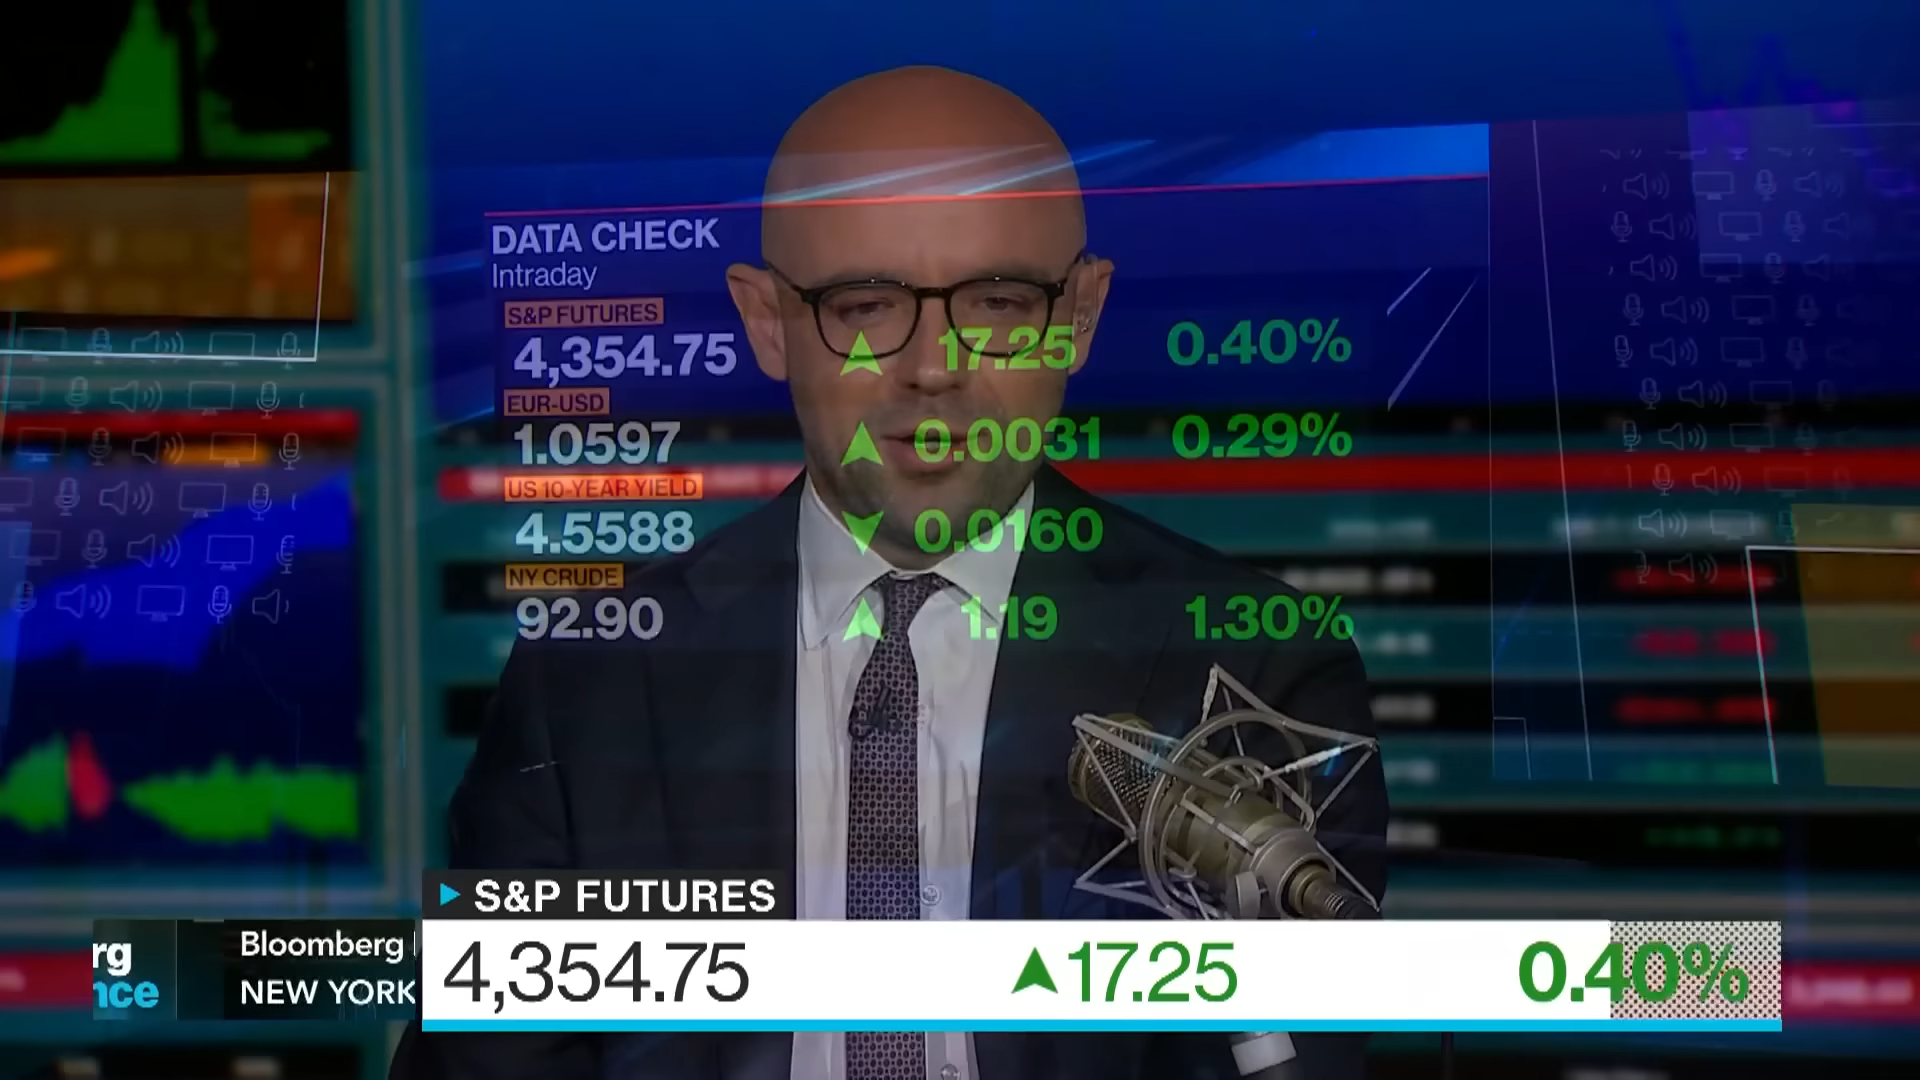 DATA CHECK
Intraday
S&P FUTURES
4,354.75 ▲ 17.25 0.40%
EUR-USD
1.0597 ▲ 0.0031 0.29%
US 10-YEAR YIELD
4.5588 ▼ 0.0160
NY CRUDE
92.90 ▲ 1.19 1.30%
S&P FUTURES
4,354.75 ▲17.25 0.40%
rg
nce
Bloomberg
NEW YORK